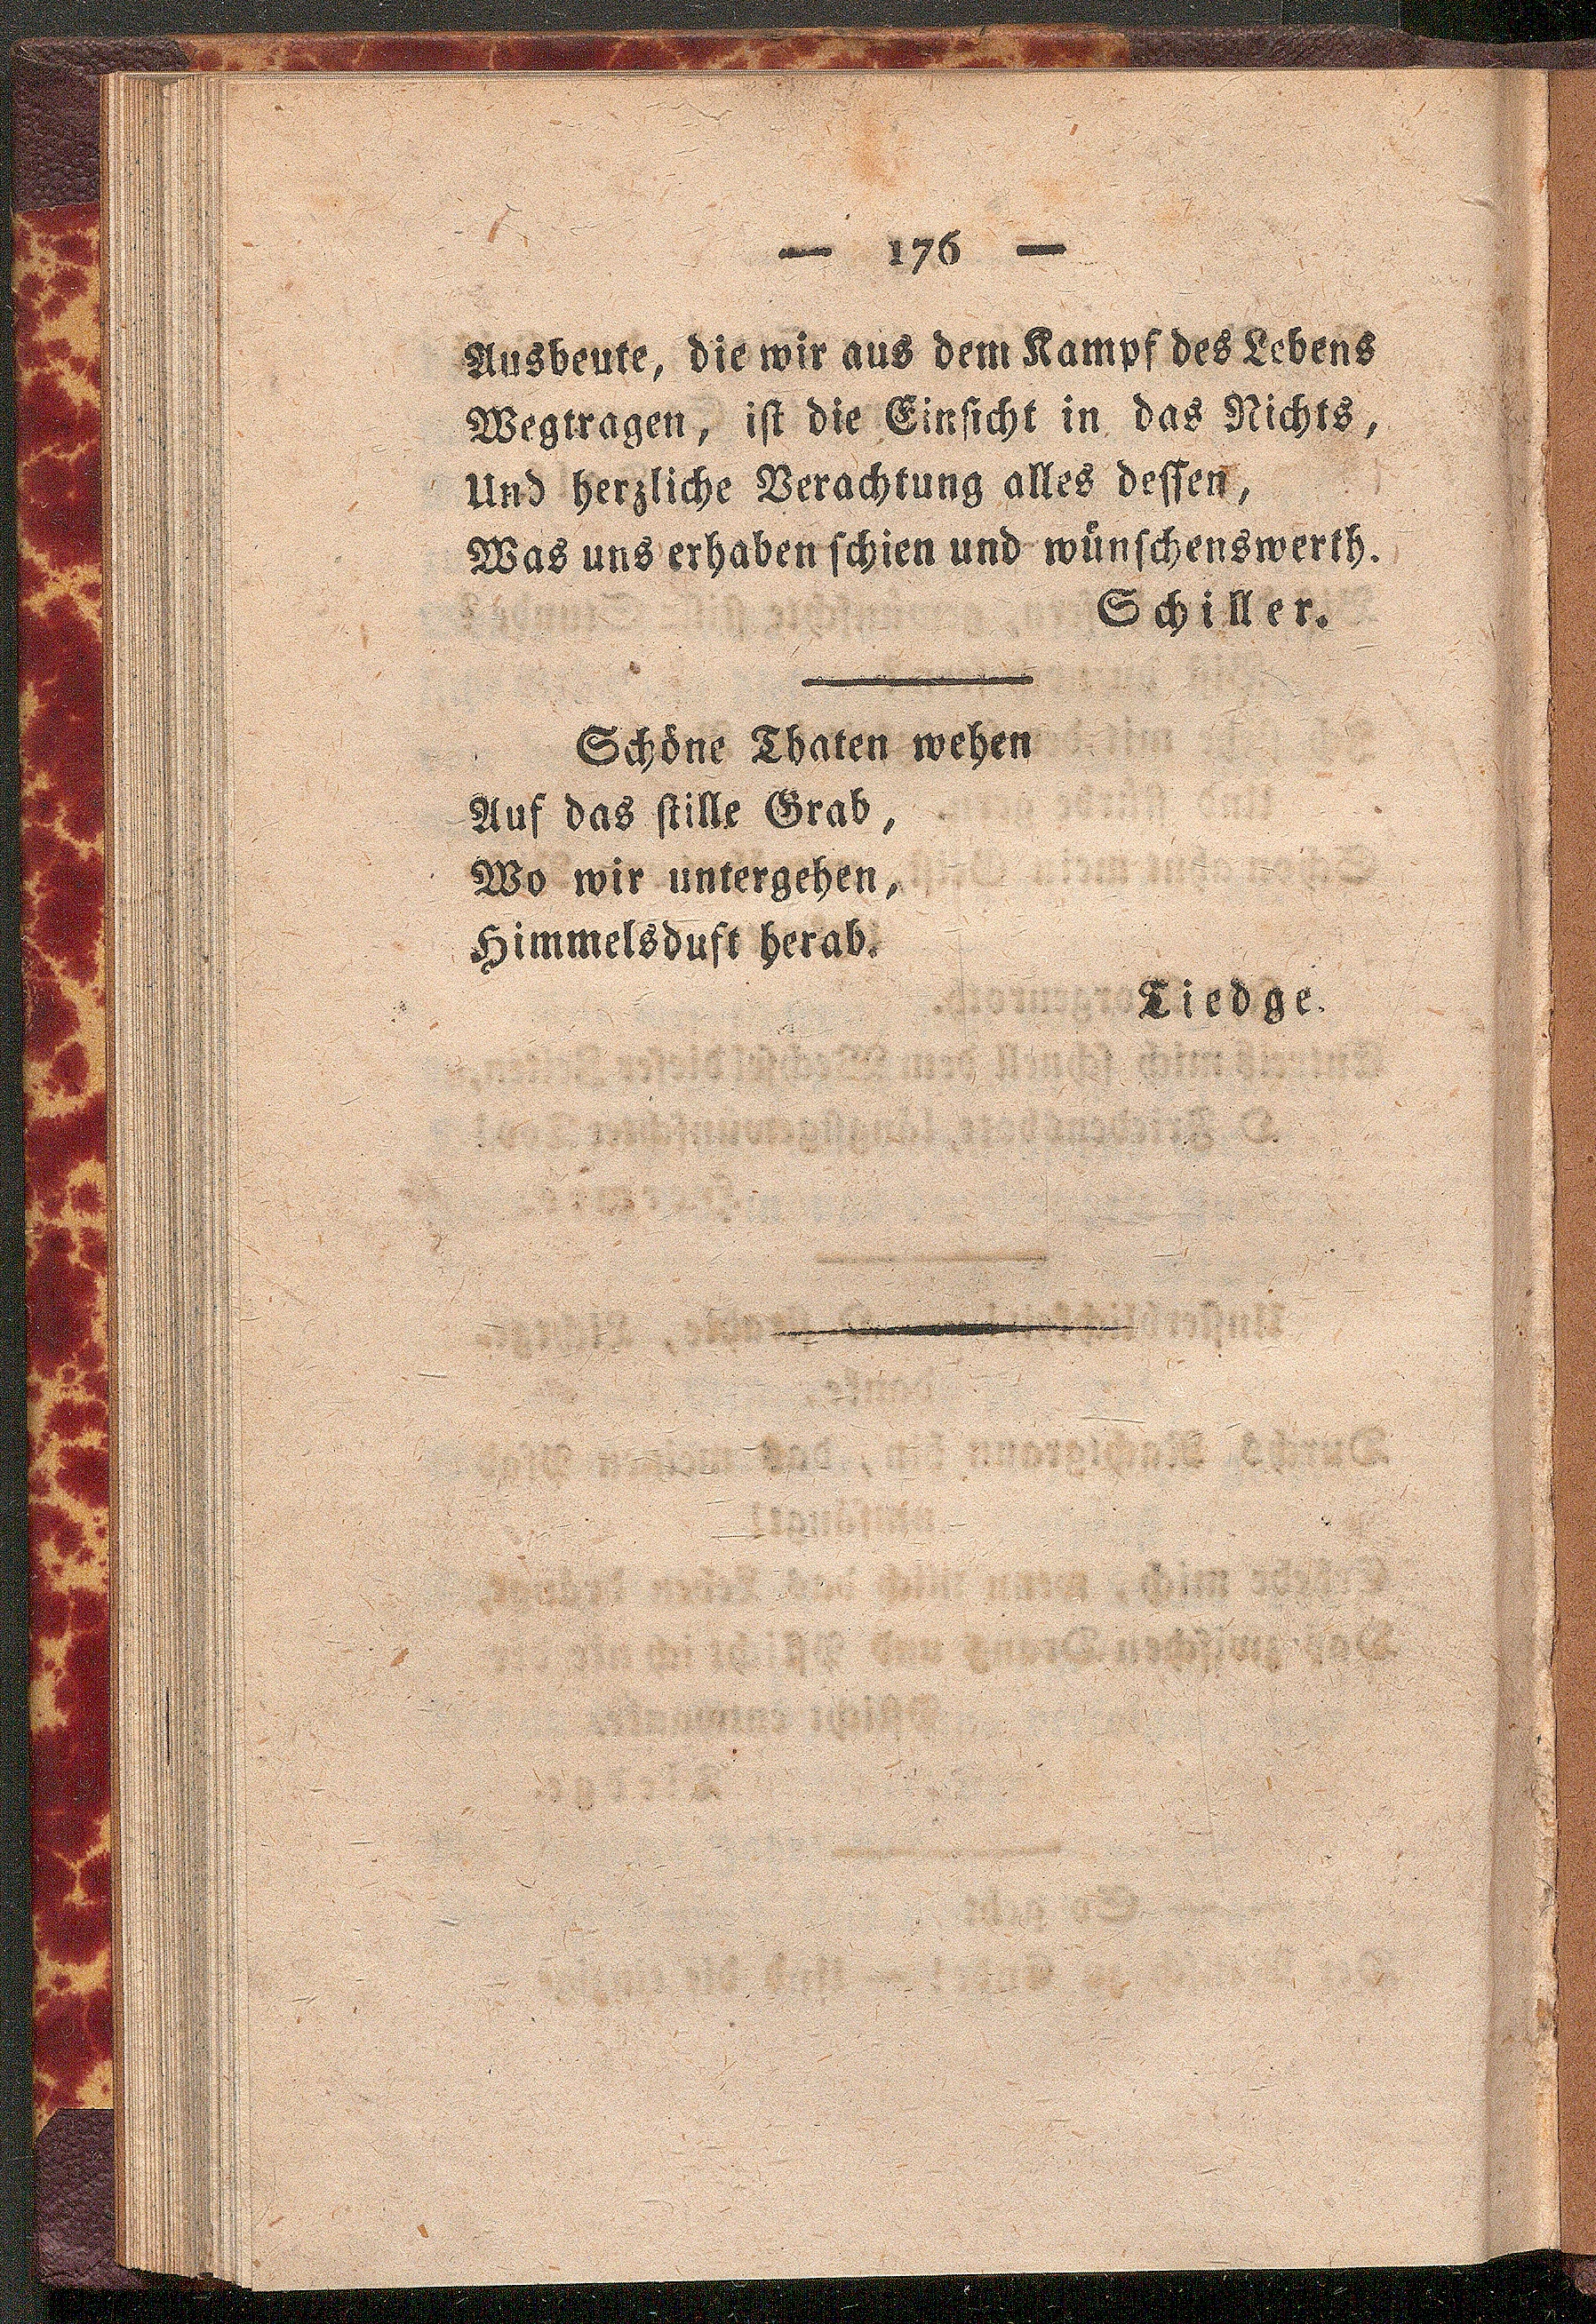 — 176 —
Ausbeute, die wir aus dem Kampf des Lebens
Wegtragen, iſt die Einſicht in das Nichts,
Und herzliche Verachtung alles deſſen,
Was uns erhaben ſchien und wünſchenswerth.
Schiller.
Schöne Thaten wehen
Auf das ſtille Grab,
Wo wir untergehen,
Himmelsduft herab.
Tiedge.